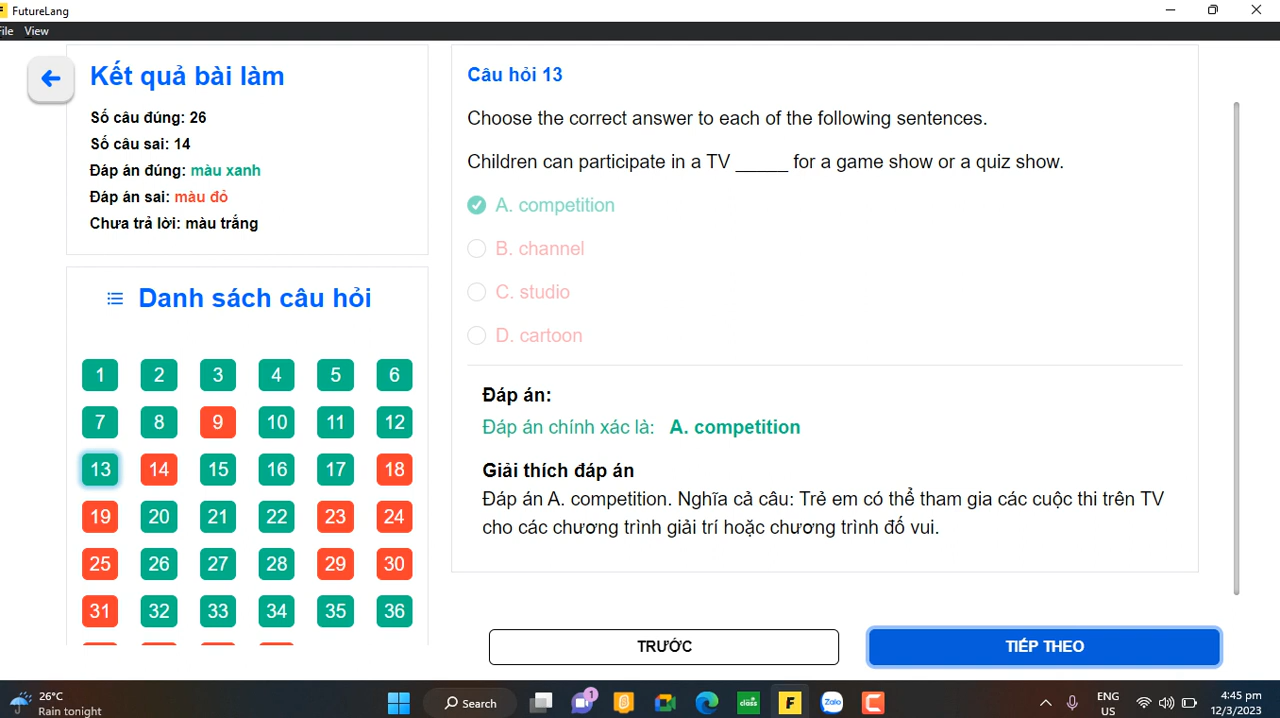 FutureLang
File View
Kết quả bài làm
Số câu đúng: 26
Số câu sai: 14
Đáp án đúng: màu xanh
Đáp án sai: màu đỏ
Chưa trả lời: màu trắng
Danh sách câu hỏi
1 2 3 4 5 6
7 8 9 10 11 12
13 14 15 16 17 18
19 20 21 22 23 24
25 26 27 28 29 30
31 32 33 34 35 36
Câu hỏi 13
Choose the correct answer to each of the following sentences.
Children can participate in a TV _____ for a game show or a quiz show.
A. competition
B. channel
C. studio
D. cartoon
Đáp án:
Đáp án chính xác là: A. competition
Giải thích đáp án
Đáp án A. competition. Nghĩa cả câu: Trẻ em có thể tham gia các cuộc thi trên TV
cho các chương trình giải trí hoặc chương trình đố vui.
TRƯỚC
TIẾP THEO
26°C
Rain tonight
Search
1
class
F
Zalo
ENG
US
4:45 pm
12/3/2023